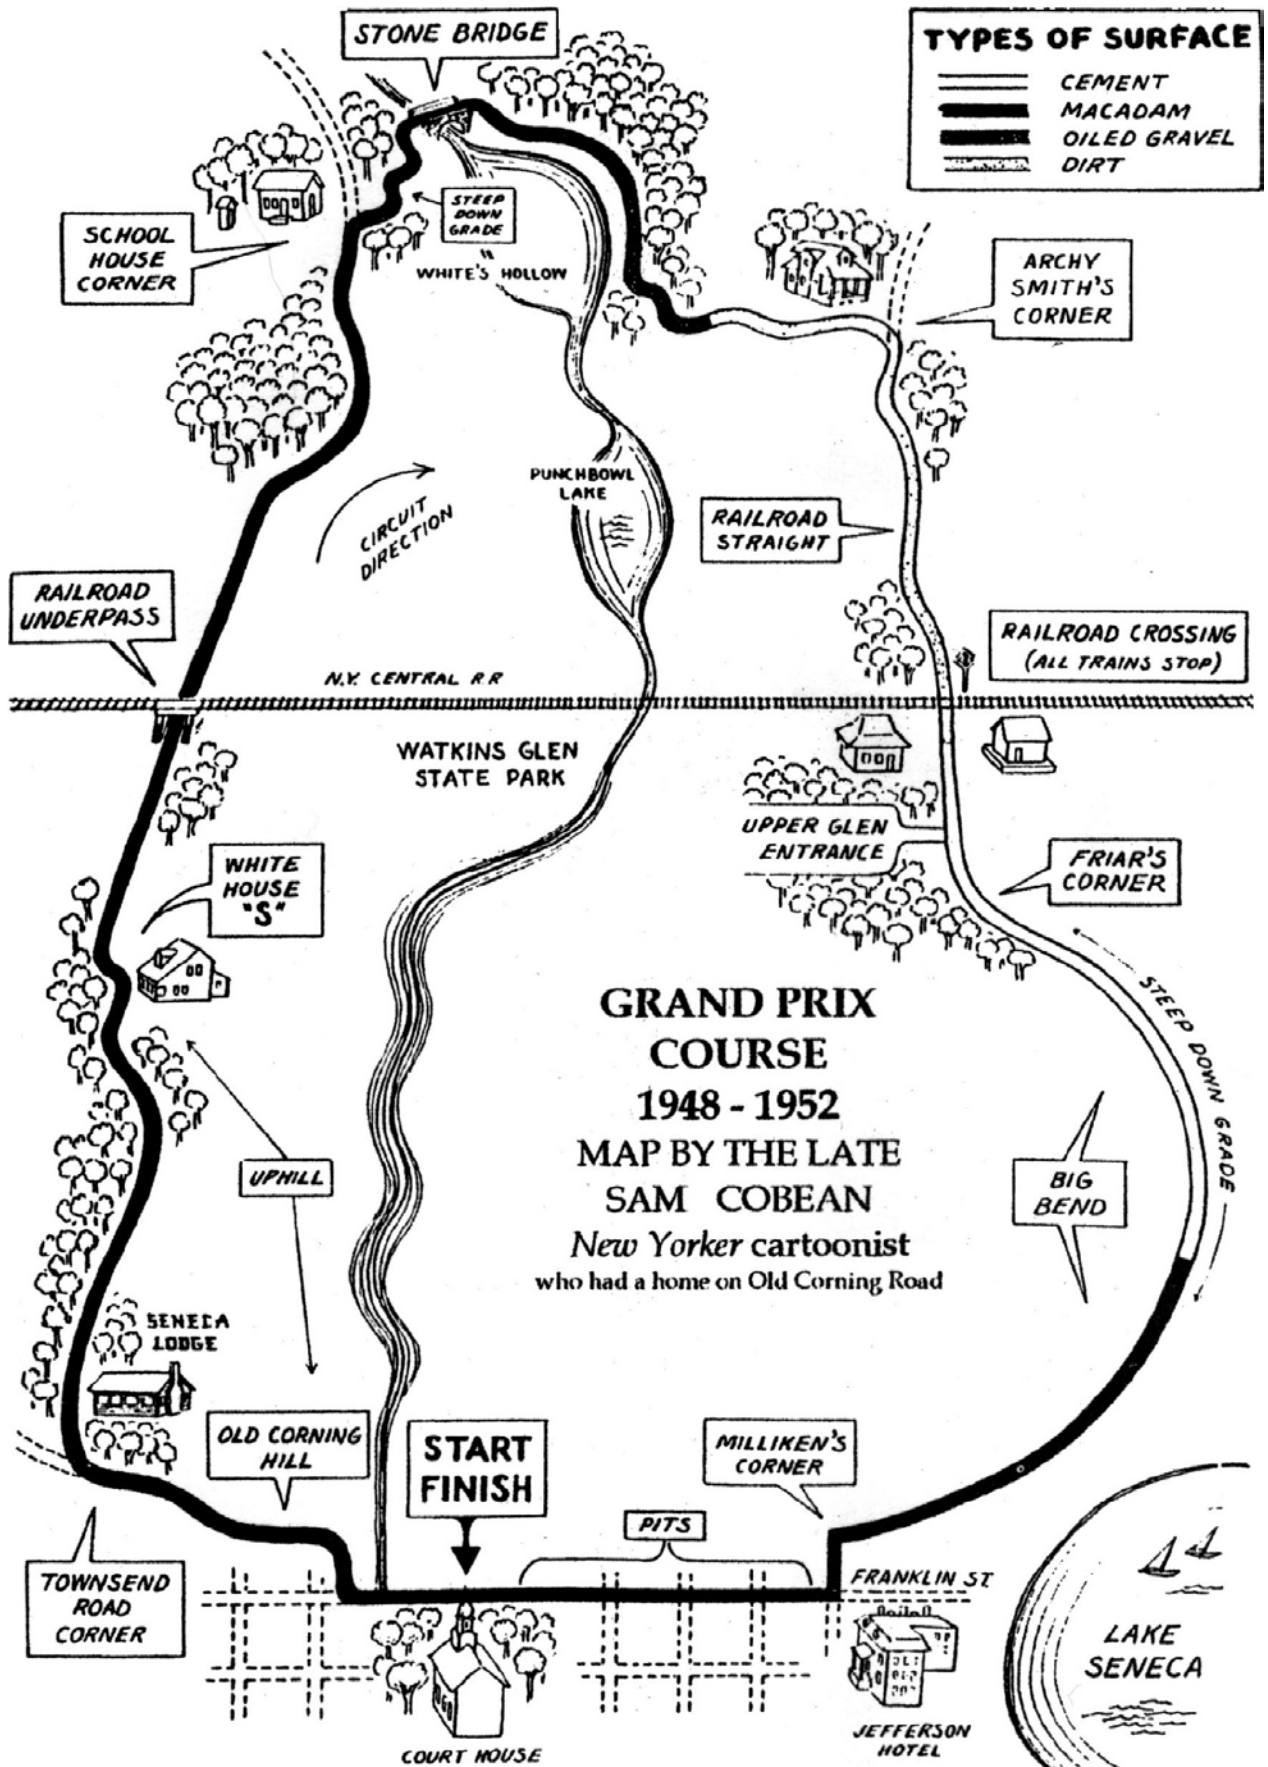 STONE BRIDGE
TYPES OF SURFACE
CEMENT
MACADAM
OILED GRAVEL
DIRT
STEEP
DOWN
GRADE
SCHOOL
HOUSE
CORNER
WHITE'S HOLLOW
ARCHY
SMITH'S
CORNER
PUNCHBOWL
LAKE
CIRCUIT
DIRECTION
RAILROAD
STRAIGHT
RAILROAD
UNDERPASS
RAILROAD CROSSING
(ALL TRAINS STOP)
N.Y. CENTRAL R R
WATKINS GLEN
STATE PARK
UPPER GLEN
ENTRANCE
FRIAR'S
CORNER
WHITE
HOUSE
"S"
STEEP DOWN GRADE
GRAND PRIX
COURSE
1948 - 1952
MAP BY THE LATE
SAM COBEAN
New Yorker cartoonist
who had a home on Old Corning Road
UPHILL
BIG
BEND
SENECA
LODGE
OLD CORNING
HILL
START
FINISH
MILLIKEN'S
CORNER
PITS
TOWNSEND
ROAD
CORNER
FRANKLIN ST.
LAKE
SENECA
COURT HOUSE
JEFFERSON
HOTEL